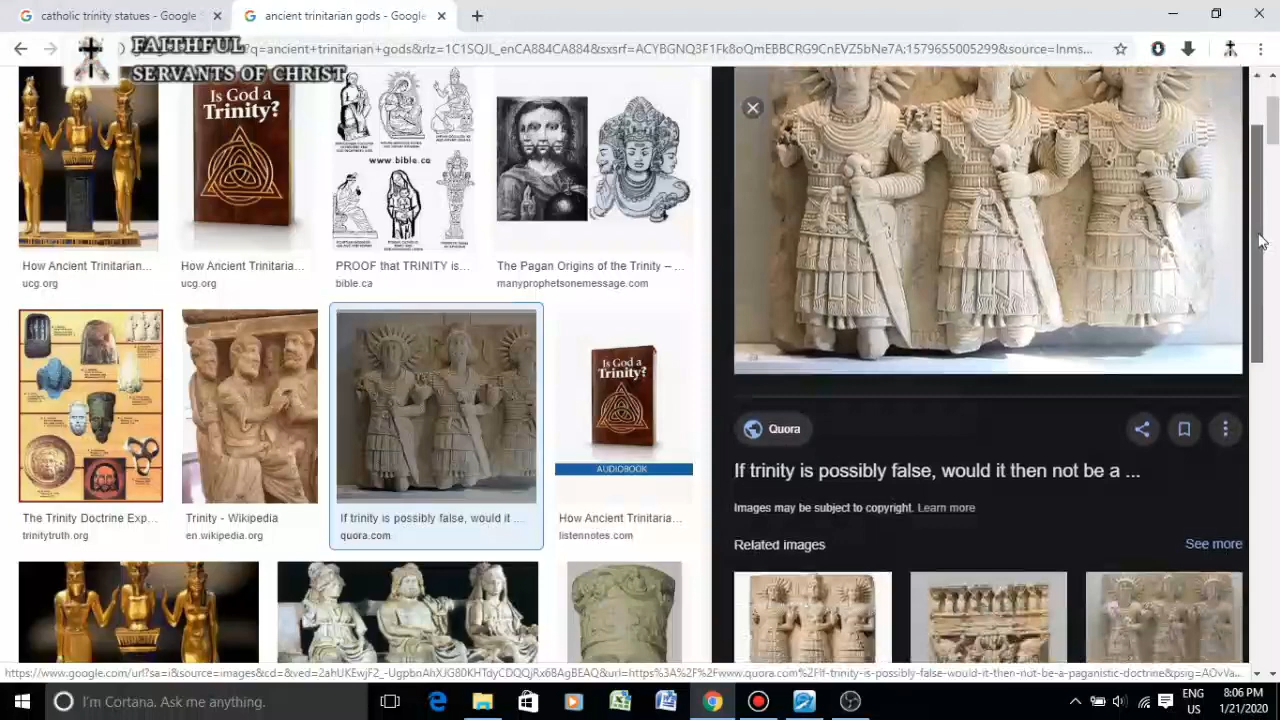 catholic trinity statues - Google S
ancient trinitarian gods - Google
FAITHFUL
SERVANTS OF CHRIST
?q=ancient+trinitarian+gods&rlz=1C1SQJL_enCA884CA884&sxsrf=ACYBGNQ3F1Fk8oQmEBBCRG9CnEVZ5bNe7A:1579655205299&source=lnms...
Is God a
Trinity?
www.bible.ca
How Ancient Trinitarian...
ucg.org
How Ancient Trinitaria...
ucg.org
PROOF that TRINITY is...
bible.ca
The Pagan Origins of the Trinity – ...
manyprophetsonemessage.com
Is God a
Trinity?
AUDIOBOOK
The Trinity Doctrine Exp...
trinitytruth.org
Trinity - Wikipedia
en.wikipedia.org
If trinity is possibly false, would it ...
quora.com
How Ancient Trinitaria...
listennotes.com
Quora
If trinity is possibly false, would it then not be a ...
Images may be subject to copyright. Learn more
Related images
See more
I'm Cortana. Ask me anything.
ENG
US
8:06 PM
1/21/2020